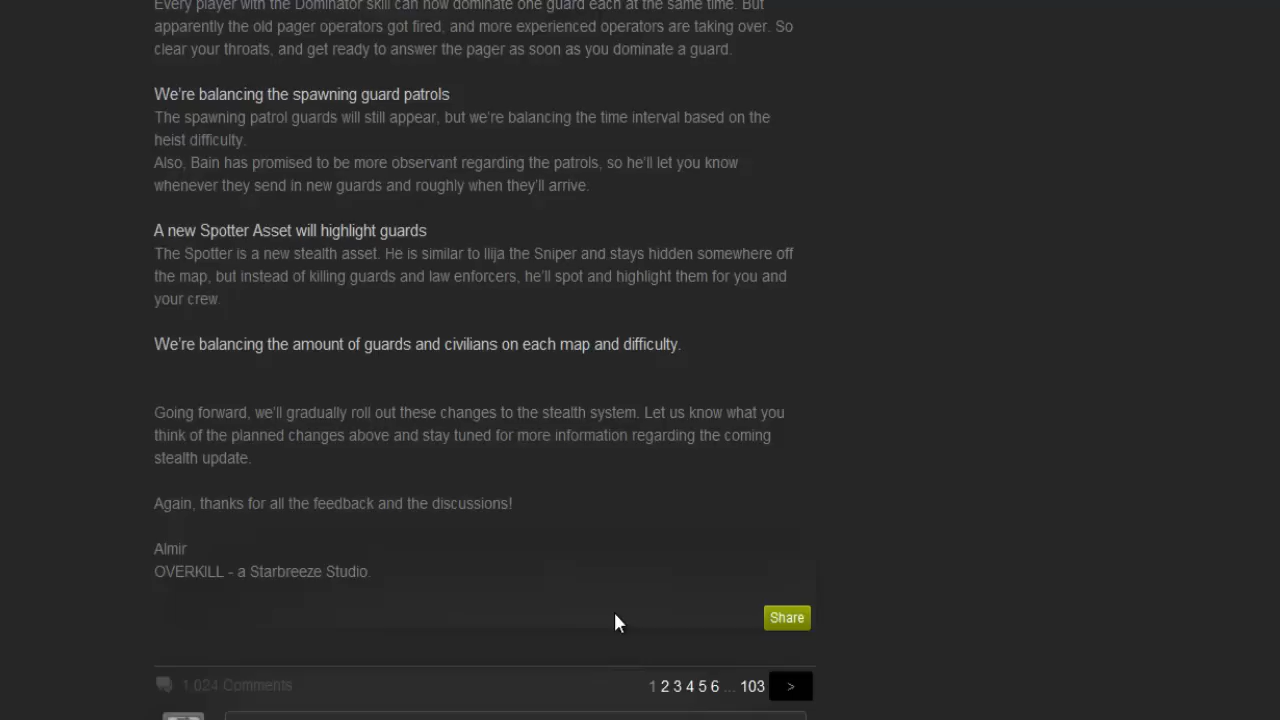 Every player with the Dominator skill can now dominate one guard each at the same time. But
apparently the old pager operators got fired, and more experienced operators are taking over. So
clear your throats, and get ready to answer the pager as soon as you dominate a guard.
We're balancing the spawning guard patrols
The spawning patrol guards will still appear, but we're balancing the time interval based on the
heist difficulty.
Also, Bain has promised to be more observant regarding the patrols, so he'll let you know
whenever they send in new guards and roughly when they'll arrive.
A new Spotter Asset will highlight guards
The Spotter is a new stealth asset. He is similar to Ilija the Sniper and stays hidden somewhere off
the map, but instead of killing guards and law enforcers, he'll spot and highlight them for you and
your crew.
We're balancing the amount of guards and civilians on each map and difficulty.
Going forward, we'll gradually roll out these changes to the stealth system. Let us know what you
think of the planned changes above and stay tuned for more information regarding the coming
stealth update.
Again, thanks for all the feedback and the discussions!
Almir
OVERKILL - a Starbreeze Studio.
Share
1,024 Comments
1 2 3 4 5 6 ... 103 >